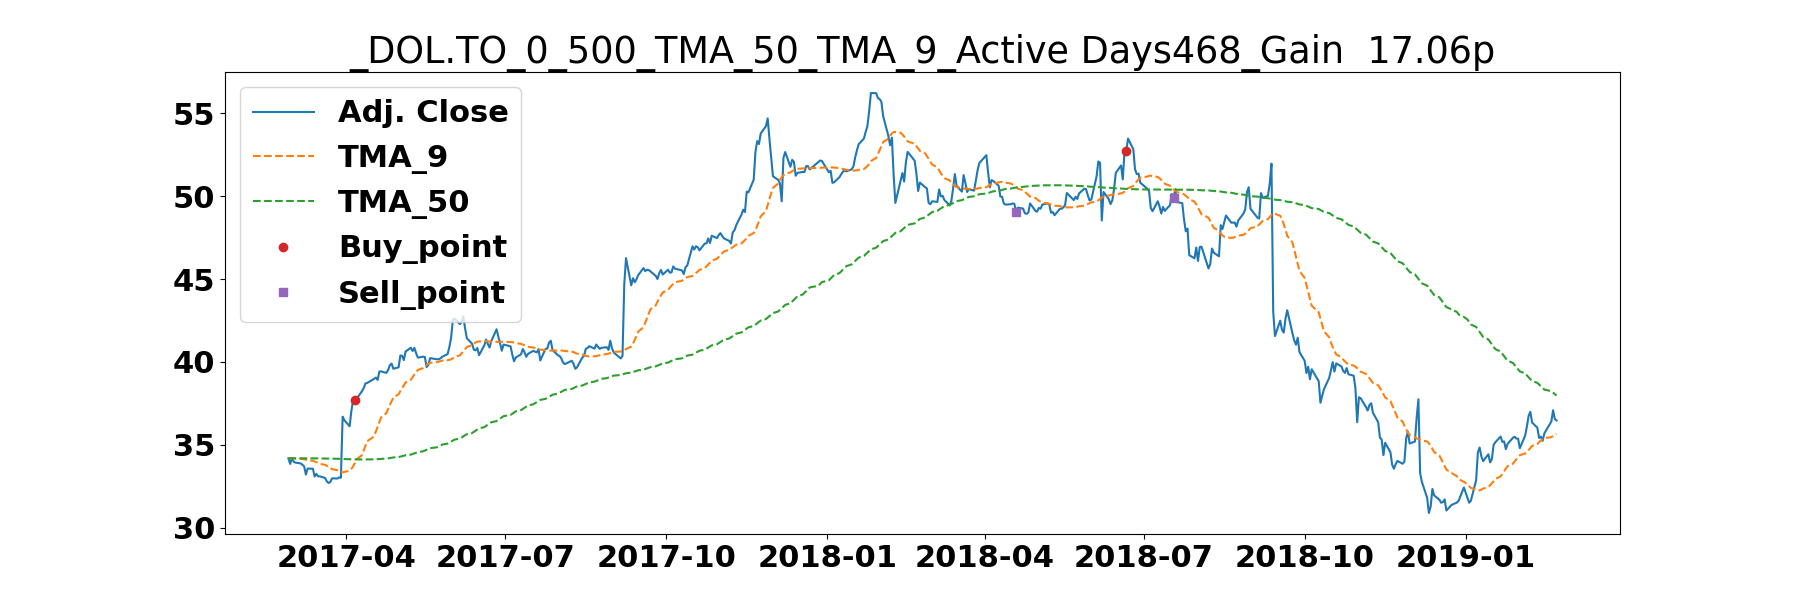 _DOL.TO_0_500_TMA_50_TMA_9_Active Days468_Gain  17.06p
55
50
45
40
35
30
Adj. Close
TMA_9
TMA_50
Buy_point
Sell_point
2017-04 2017-07 2017-10 2018-01 2018-04 2018-07 2018-10 2019-01